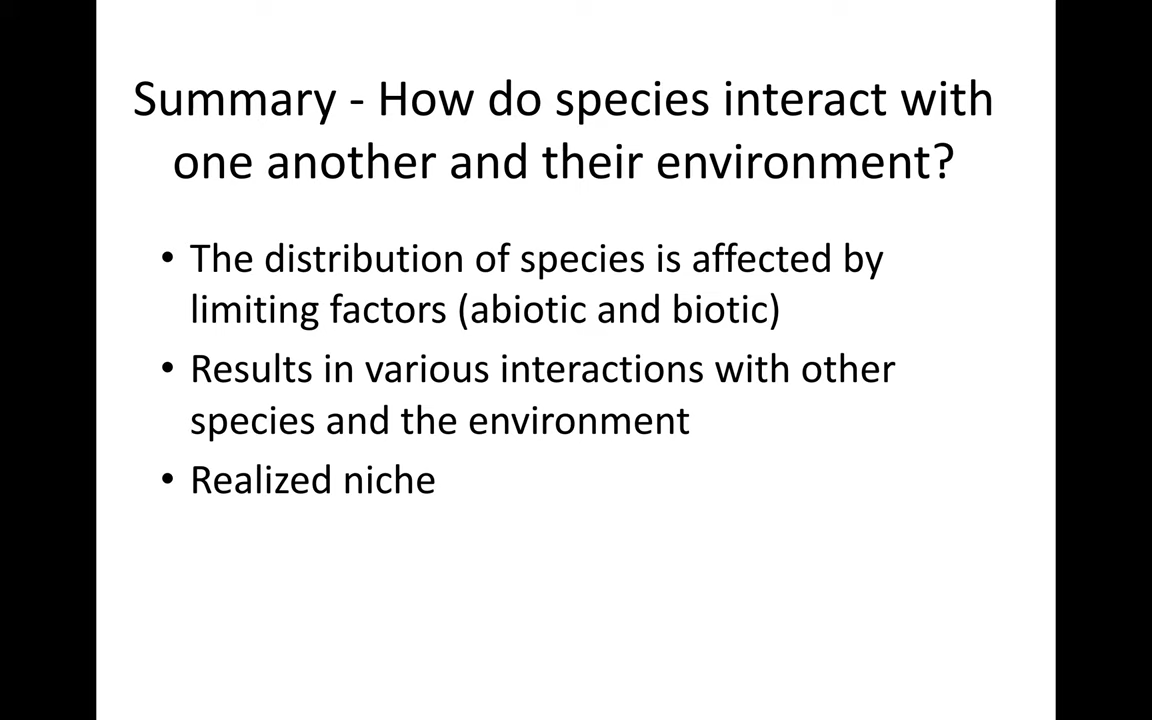 Summary - How do species interact with
one another and their environment?
• The distribution of species is affected by
limiting factors (abiotic and biotic)
• Results in various interactions with other
species and the environment
• Realized niche